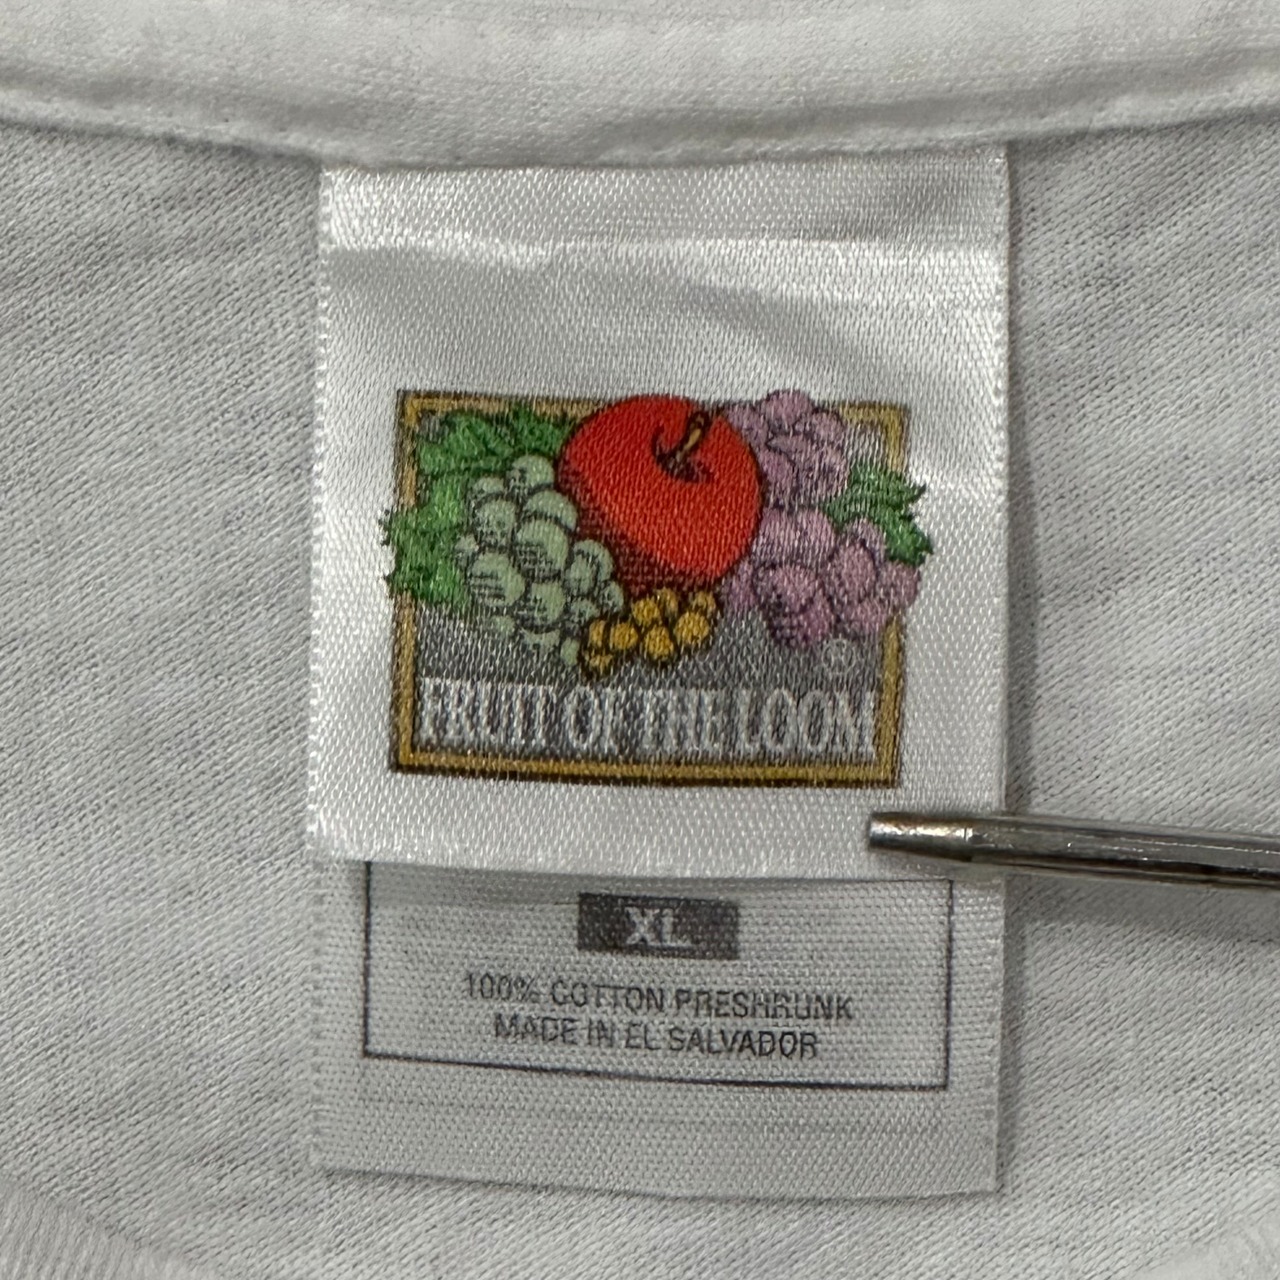 ®
FRUIT OF THE LOOM
XL
100% COTTON PRESHRUNK
MADE IN EL SALVADOR